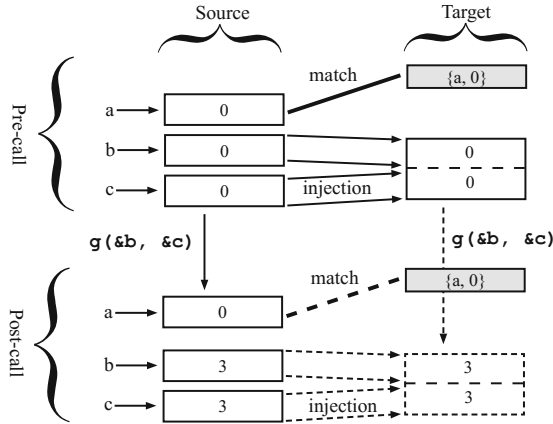 Source
Target
Pre-call
match
{a, 0}
a
0
b
0
0
c
0
injection
0
g(&b, &c)
g(&b, &c)
Post-call
match
{a, 0}
a
0
b
3
3
c
3
injection
3